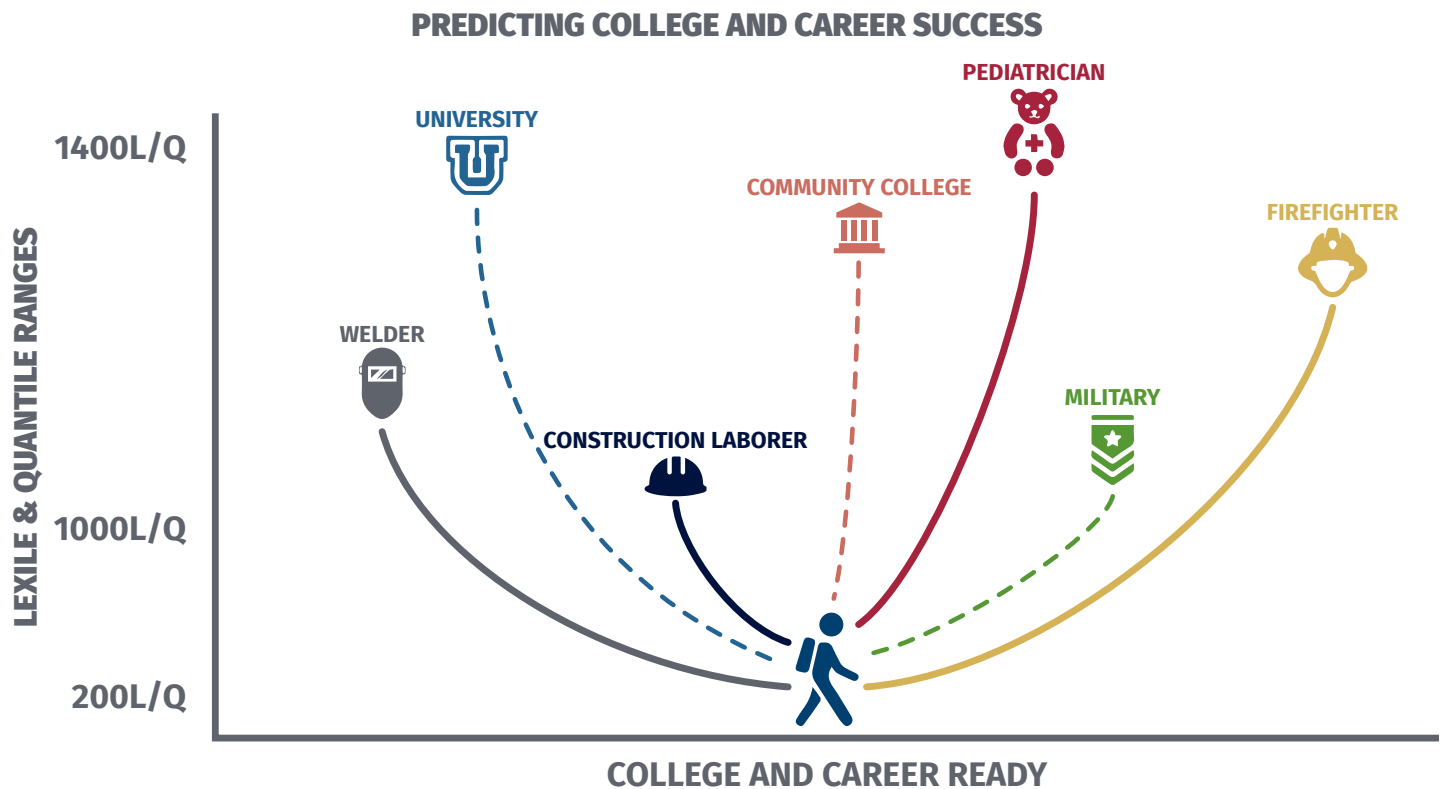 PREDICTING COLLEGE AND CAREER SUCCESS
PEDIATRICIAN
UNIVERSITY
1400L/Q
COMMUNITY COLLEGE
FIREFIGHTER
LEXILE & QUANTILE RANGES
WELDER
MILITARY
CONSTRUCTION LABORER
1000L/Q
200L/Q
COLLEGE AND CAREER READY